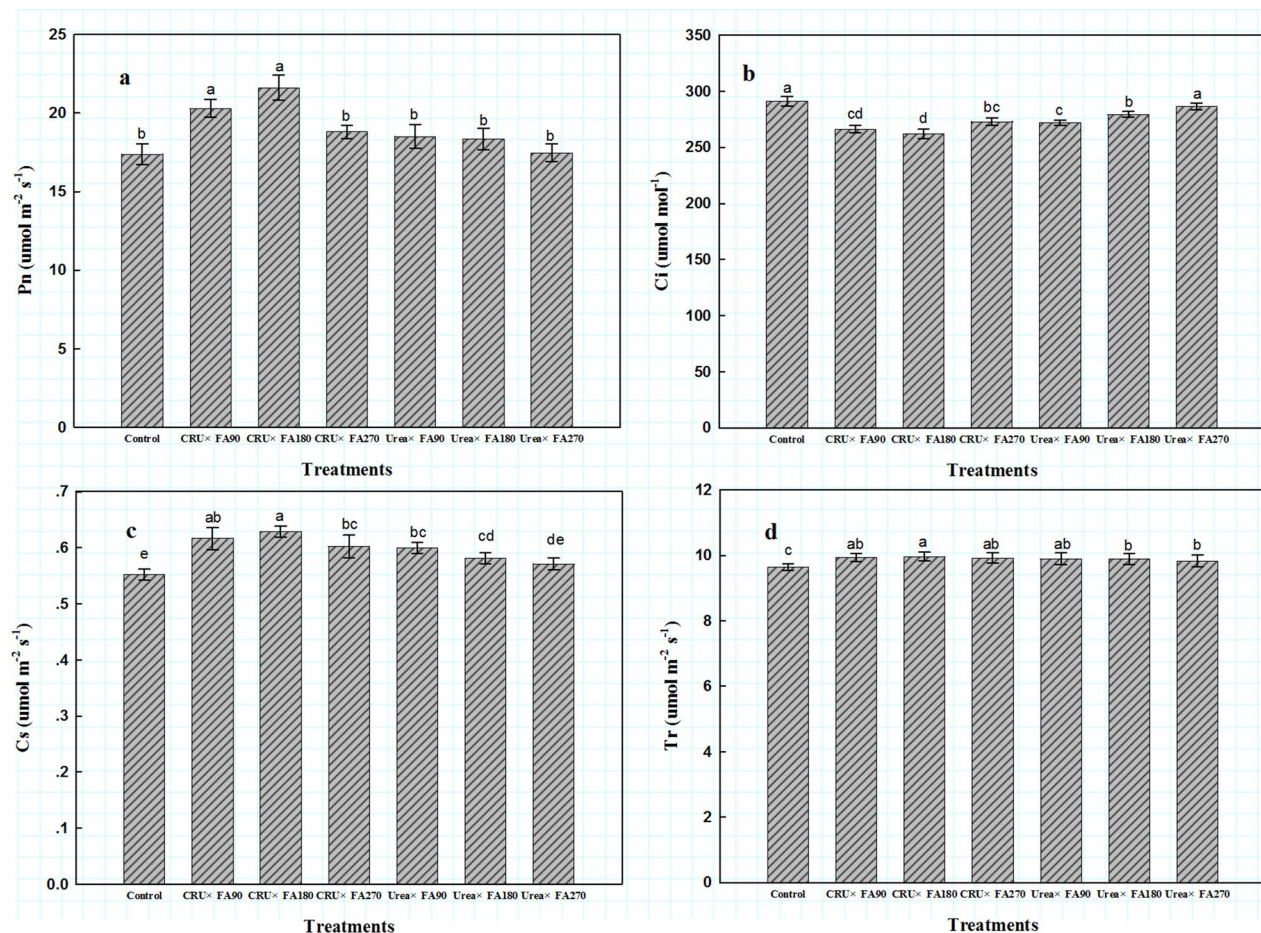 25
20
15
10
5
0
Pn (umol m⁻² s⁻¹)
a
b
a
a
b
b
b
b
Control
CRU× FA90
CRU× FA180
CRU× FA270
Urea× FA90
Urea× FA180
Urea× FA270
Treatments
350
300
250
200
150
100
50
0
Ci (umol mol⁻¹)
b
a
cd
d
bc
c
b
a
Control
CRU× FA90
CRU× FA180
CRU× FA270
Urea× FA90
Urea× FA180
Urea× FA270
Treatments
.7
.6
.5
.4
.3
.2
.1
0.0
Cs (umol m⁻² s⁻¹)
c
e
ab
a
bc
bc
cd
de
Control
CRU× FA90
CRU× FA180
CRU× FA270
Urea× FA90
Urea× FA180
Urea× FA270
Treatments
12
10
8
6
4
2
0
Tr (umol m⁻² s⁻¹)
d
c
ab
a
ab
ab
b
b
Control
CRU× FA90
CRU× FA180
CRU× FA270
Urea× FA90
Urea× FA180
Urea× FA270
Treatments